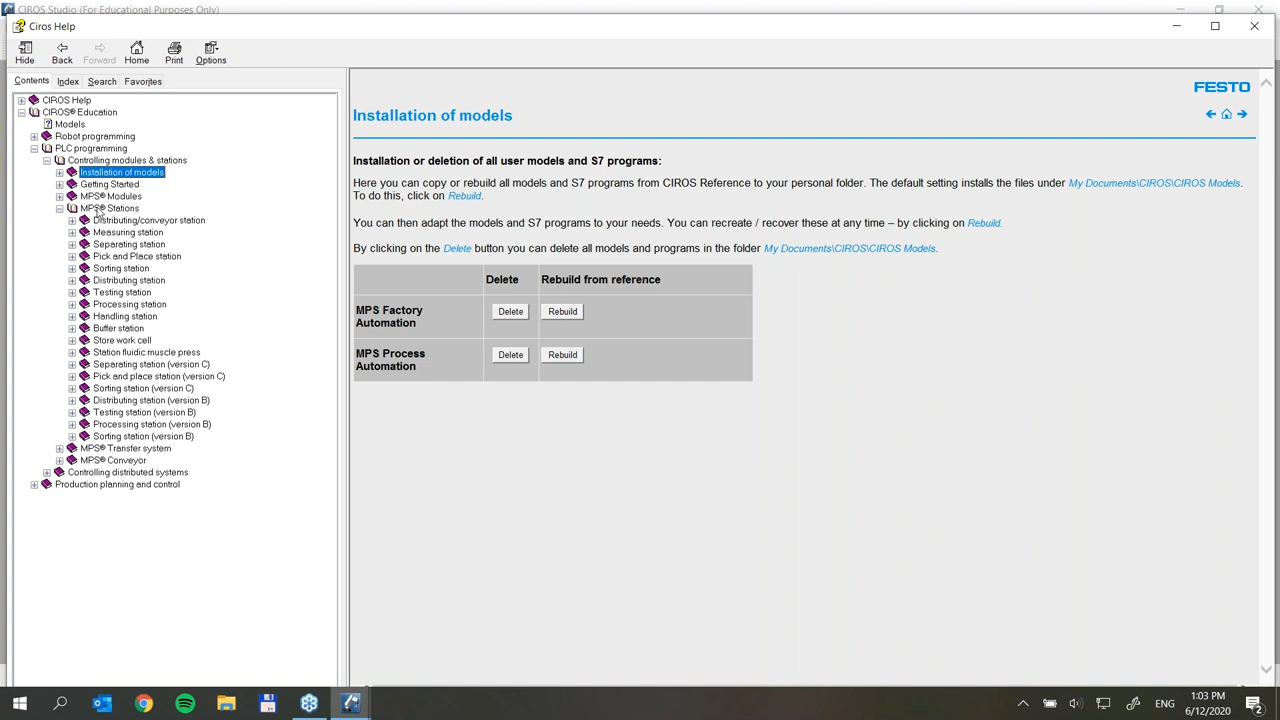 CIROS Studio (For Educational Purposes Only)
Ciros Help
Hide Back Forward Home Print Options
Contents Index Search Favorites
CIROS Help
CIROS® Education
Models
Robot programming
PLC programming
Controlling modules & stations
Installation of models
Getting Started
MPS® Modules
MPS® Stations
Distributing/conveyor station
Measuring station
Separating station
Pick and Place station
Sorting station
Distributing station
Testing station
Processing station
Handling station
Buffer station
Store work cell
Station fluidic muscle press
Separating station (version C)
Pick and place station (version C)
Sorting station (version C)
Distributing station (version B)
Testing station (version B)
Processing station (version B)
Sorting station (version B)
MPS® Transfer system
MPS® Conveyor
Controlling distributed systems
Production planning and control
FESTO
Installation of models
Installation or deletion of all user models and S7 programs:
Here you can copy or rebuild all models and S7 programs from CIROS Reference to your personal folder. The default setting installs the files under My Documents\CIROS\CIROS Models.
To do this, click on Rebuild.
You can then adapt the models and S7 programs to your needs. You can recreate / recover these at any time – by clicking on Rebuild.
By clicking on the Delete button you can delete all models and programs in the folder My Documents\CIROS\CIROS Models.
Delete Rebuild from reference
MPS Factory
Automation
Delete Rebuild
MPS Process
Automation
Delete Rebuild
ENG
1:03 PM
6/12/2020
2